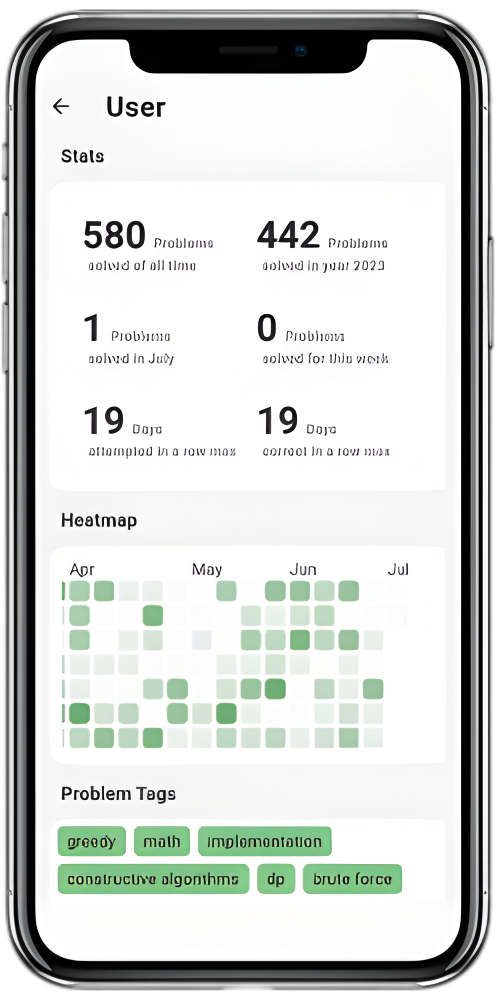 User
Stats
580 Problems 442 Problems
solved of all time solved in year 2023
1 Problems 0 Problems
solved in July solved for this week
19 Days 19 Days
attempted in a row max correct in a row max
Heatmap
Apr May Jun Jul
Problem Tags
greedy math implementation
constructive algorithms dp brute force